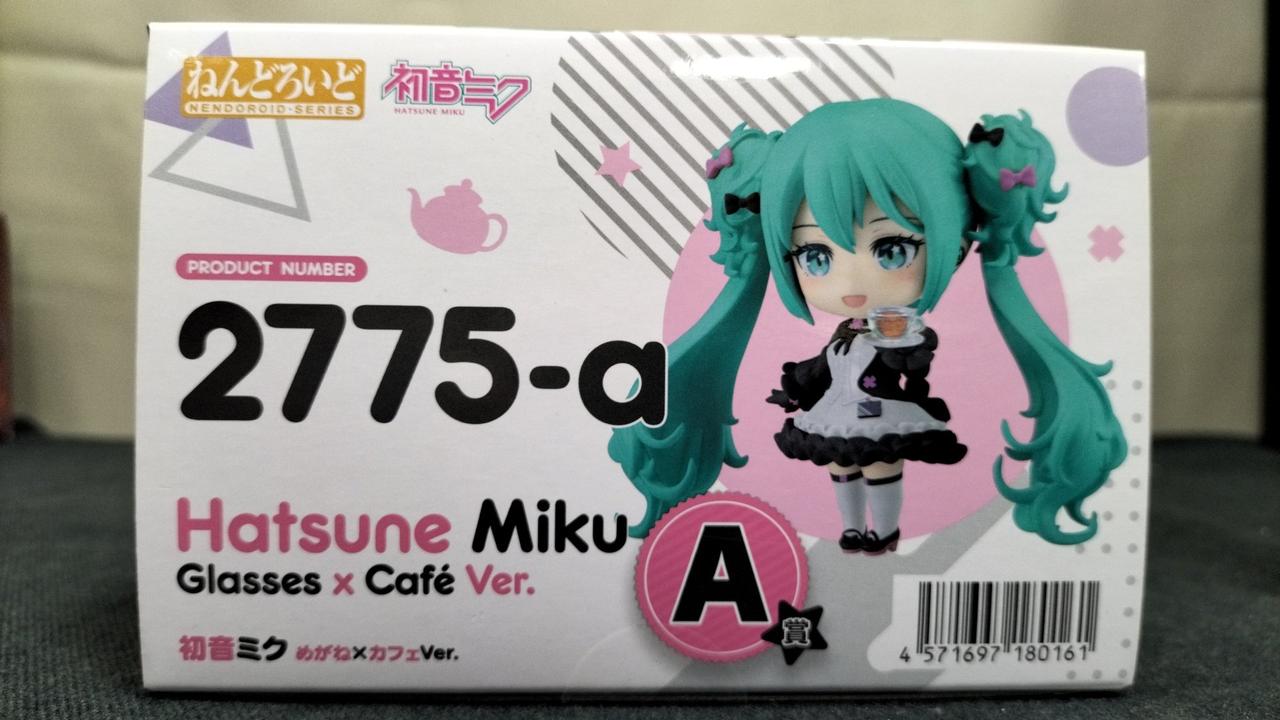 ねんどろいど
NENDOROID-SERIES
初音ミク
HATSUNE MIKU
PRODUCT NUMBER
2775-a
Hatsune Miku
Glasses x Café Ver.
初音ミク めがね×カフェVer.
A
賞
4 571697 180161